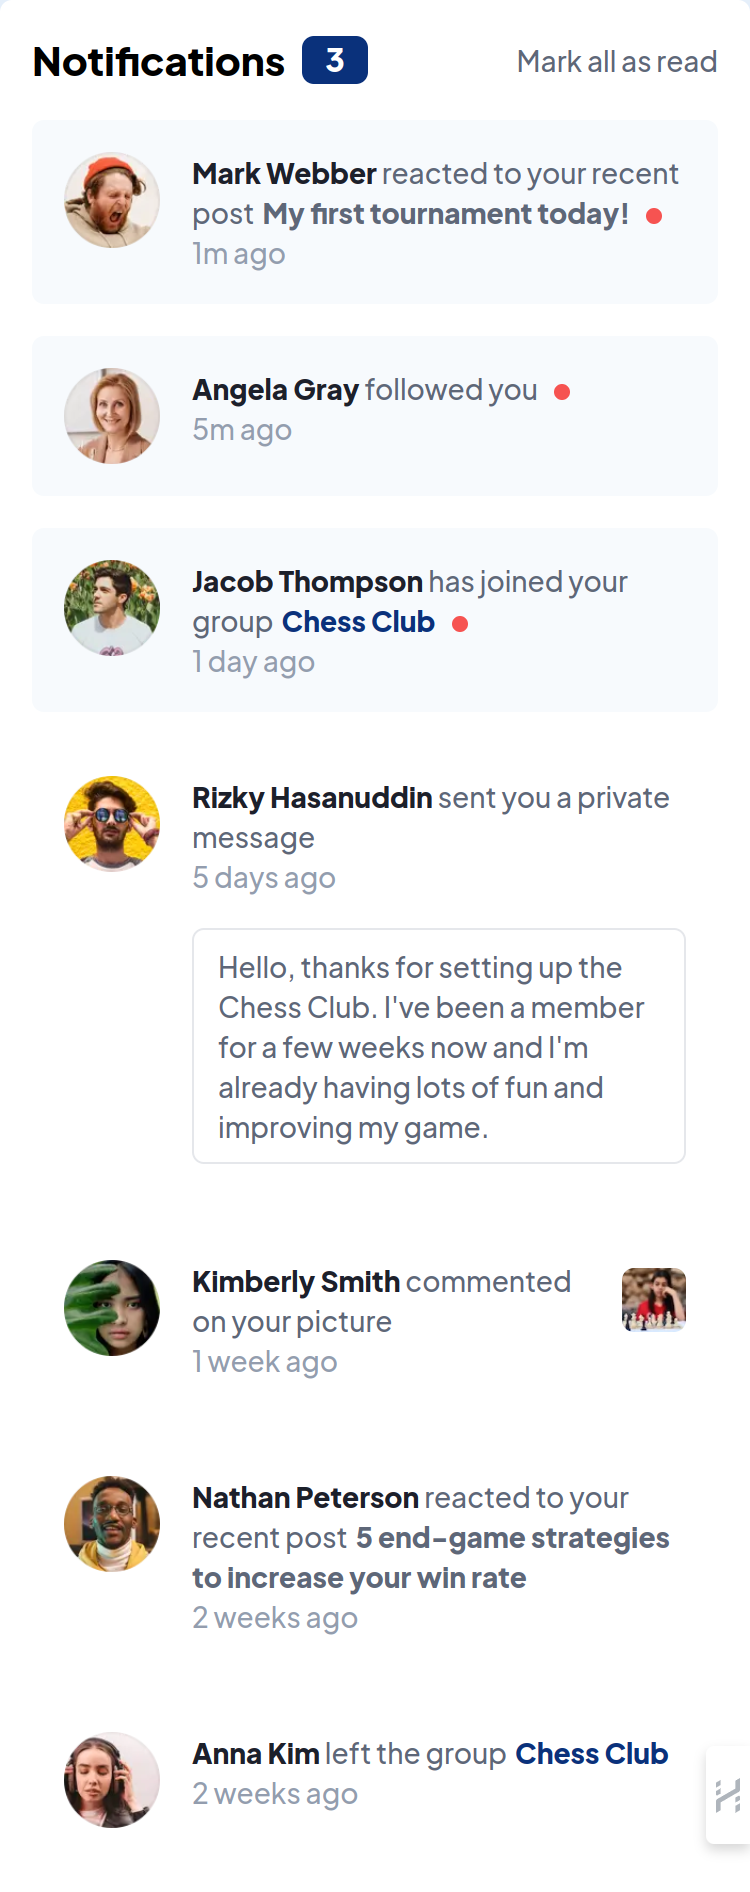 Notifications 3 Mark all as read
Mark Webber reacted to your recent
post My first tournament today!
1m ago
Angela Gray followed you
5m ago
Jacob Thompson has joined your
group Chess Club
1 day ago
Rizky Hasanuddin sent you a private
message
5 days ago
Hello, thanks for setting up the
Chess Club. I've been a member
for a few weeks now and I'm
already having lots of fun and
improving my game.
Kimberly Smith commented
on your picture
1 week ago
Nathan Peterson reacted to your
recent post 5 end-game strategies
to increase your win rate
2 weeks ago
Anna Kim left the group Chess Club
2 weeks ago